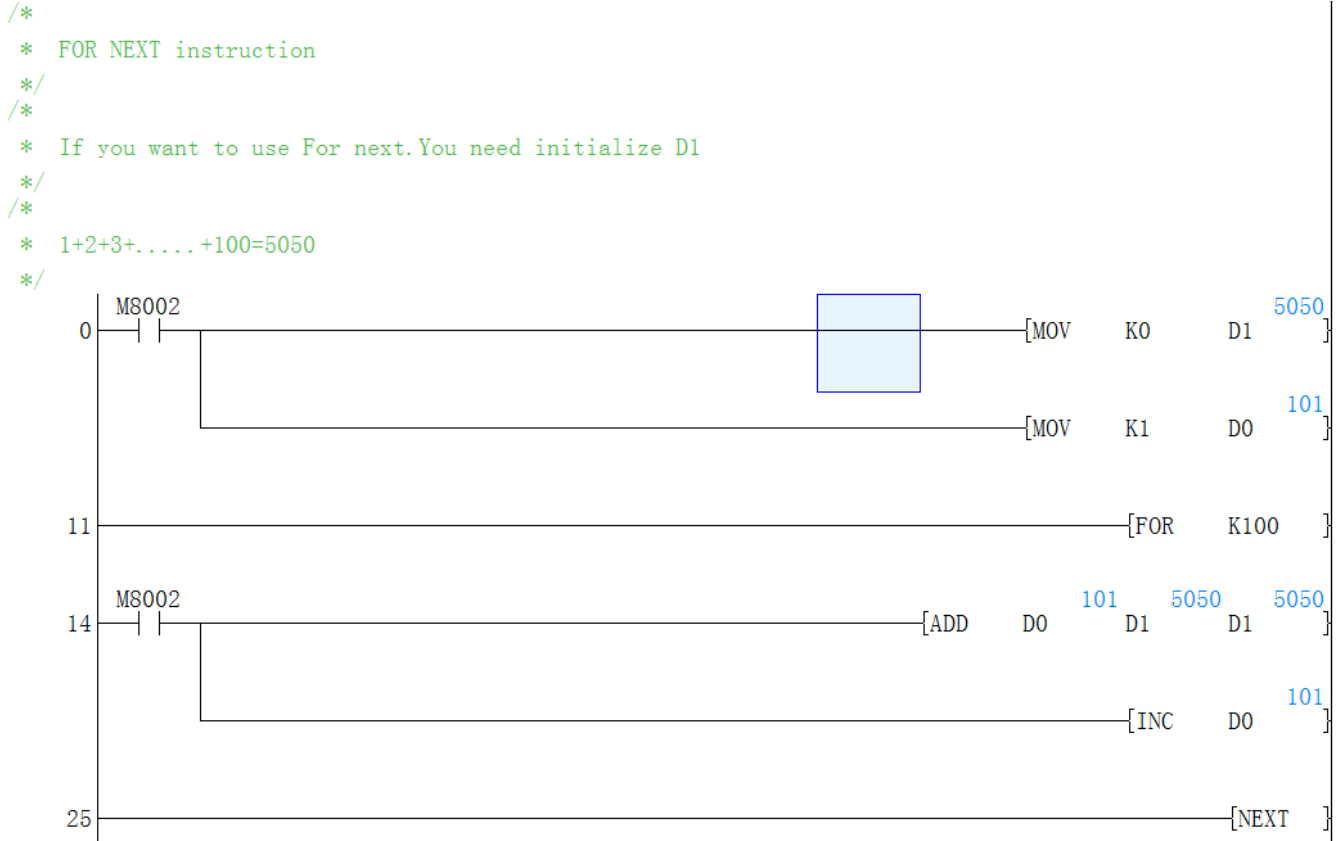 /*
* FOR NEXT instruction
*/
/*
* If you want to use For next.You need initialize D1
*/
/*
* 1+2+3+.....+100=5050
*/
M8002 5050
0 [MOV K0 D1 ]
101
[MOV K1 D0 ]
11 [FOR K100 ]
M8002 101 5050 5050
14 [ADD D0 D1 D1 ]
101
[INC D0 ]
25 [NEXT ]